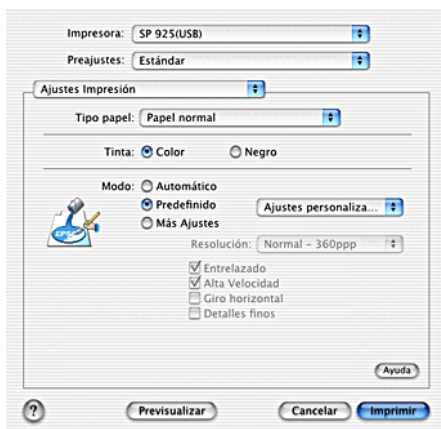 Impresora: SP 925(USB)
Preajustes: Estándar
Ajustes Impresión
Tipo papel: Papel normal
Tinta: Color Negro
Modo: Automático
Predefinido Ajustes personaliza...
Más Ajustes
Resolución: Normal - 360ppp
Entrelazado
Alta Velocidad
Giro horizontal
Detalles finos
Ayuda
? Previsualizar Cancelar Imprimir